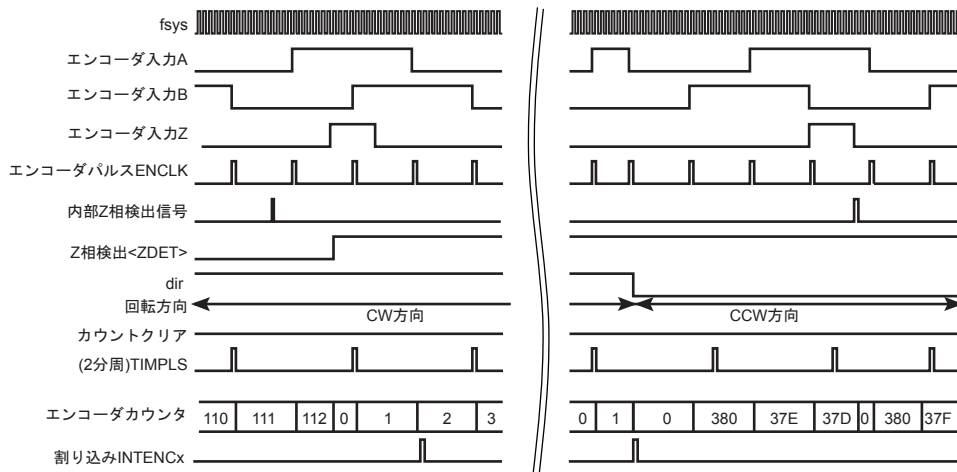 fsys
エンコーダ入力A
エンコーダ入力B
エンコーダ入力Z
エンコーダパルスENCLK
内部Z相検出信号
Z相検出<ZDET>
dir
回転方向
CW方向
CCW方向
カウントクリア
(2分周)TIMPLS
エンコーダカウンタ 110 111 112 0 1 2 3 0 1 0 380 37E 37D 0 380 37F
割り込みINTENCx